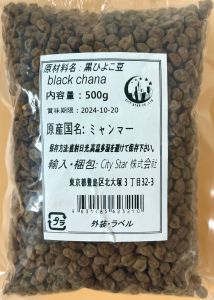 原材料名：黒ひよこ豆
black chana
内容量：500g
賞味期限：2024-10-20
原産国名: ミャンマー
保存方法:直射日光,高温多湿を避けて保存下さい。
輸入・梱包: City Star 株式会社
東京都豊島区北大塚３丁目32-3
外装・ラベル